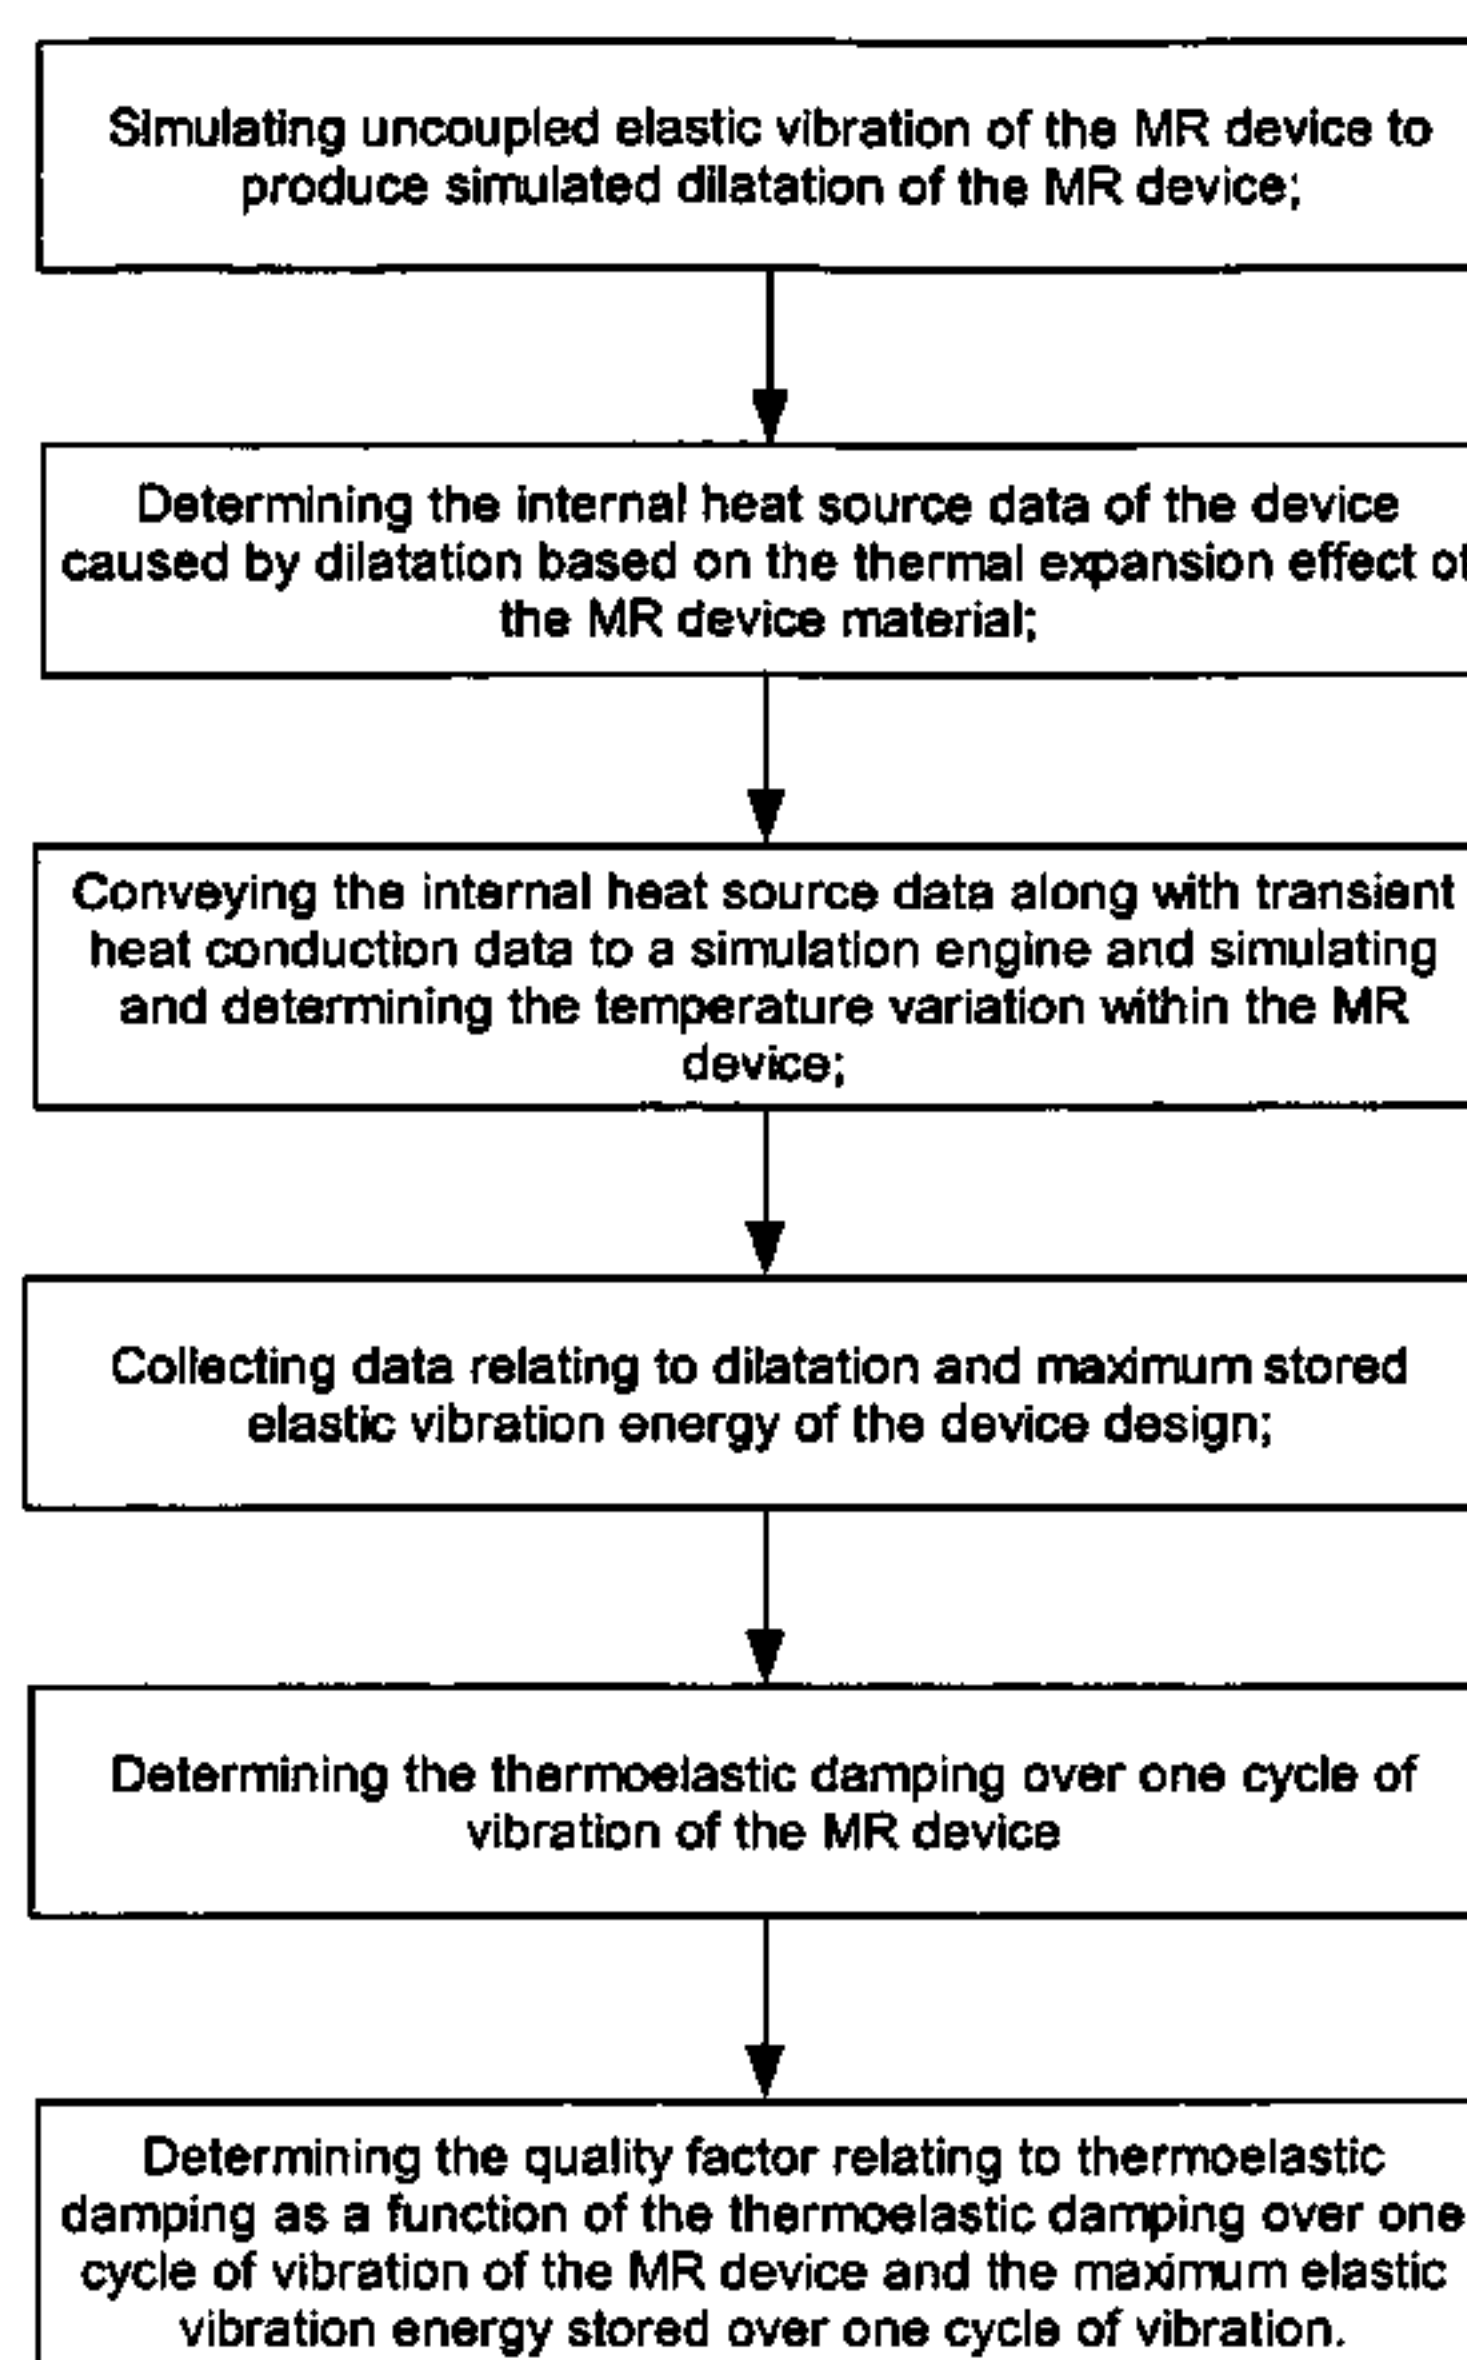 Simulating uncoupled elastic vibration of the MR device to
produce simulated dilatation of the MR device;
Determining the internal heat source data of the device
caused by dilatation based on the thermal expansion effect of
the MR device material;
Conveying the internal heat source data along with transient
heat conduction data to a simulation engine and simulating
and determining the temperature variation within the MR
device;
Collecting data relating to dilatation and maximum stored
elastic vibration energy of the device design;
Determining the thermoelastic damping over one cycle of
vibration of the MR device
Determining the quality factor relating to thermoelastic
damping as a function of the thermoelastic damping over one
cycle of vibration of the MR device and the maximum elastic
vibration energy stored over one cycle of vibration.